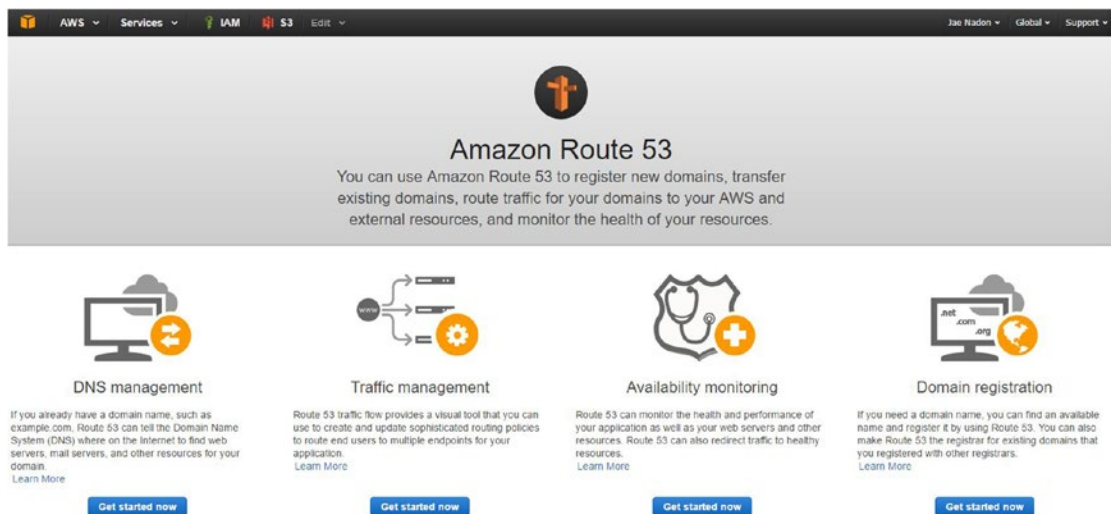 AWS Services IAM S3 Edit Jae Nadon Global Support
Amazon Route 53
You can use Amazon Route 53 to register new domains, transfer
existing domains, route traffic for your domains to your AWS and
external resources, and monitor the health of your resources.
www
.net
.com
.org
DNS management
If you already have a domain name, such as
example.com, Route 53 can tell the Domain Name
System (DNS) where on the Internet to find web
servers, mail servers, and other resources for your
domain.
Learn More
Get started now
Traffic management
Route 53 traffic flow provides a visual tool that you can
use to create and update sophisticated routing policies
to route end users to multiple endpoints for your
application.
Learn More
Get started now
Availability monitoring
Route 53 can monitor the health and performance of
your application as well as your web servers and other
resources. Route 53 can also redirect traffic to healthy
resources.
Learn More
Get started now
Domain registration
If you need a domain name, you can find an available
name and register it by using Route 53. You can also
make Route 53 the registrar for existing domains that
you registered with other registrars.
Learn More
Get started now